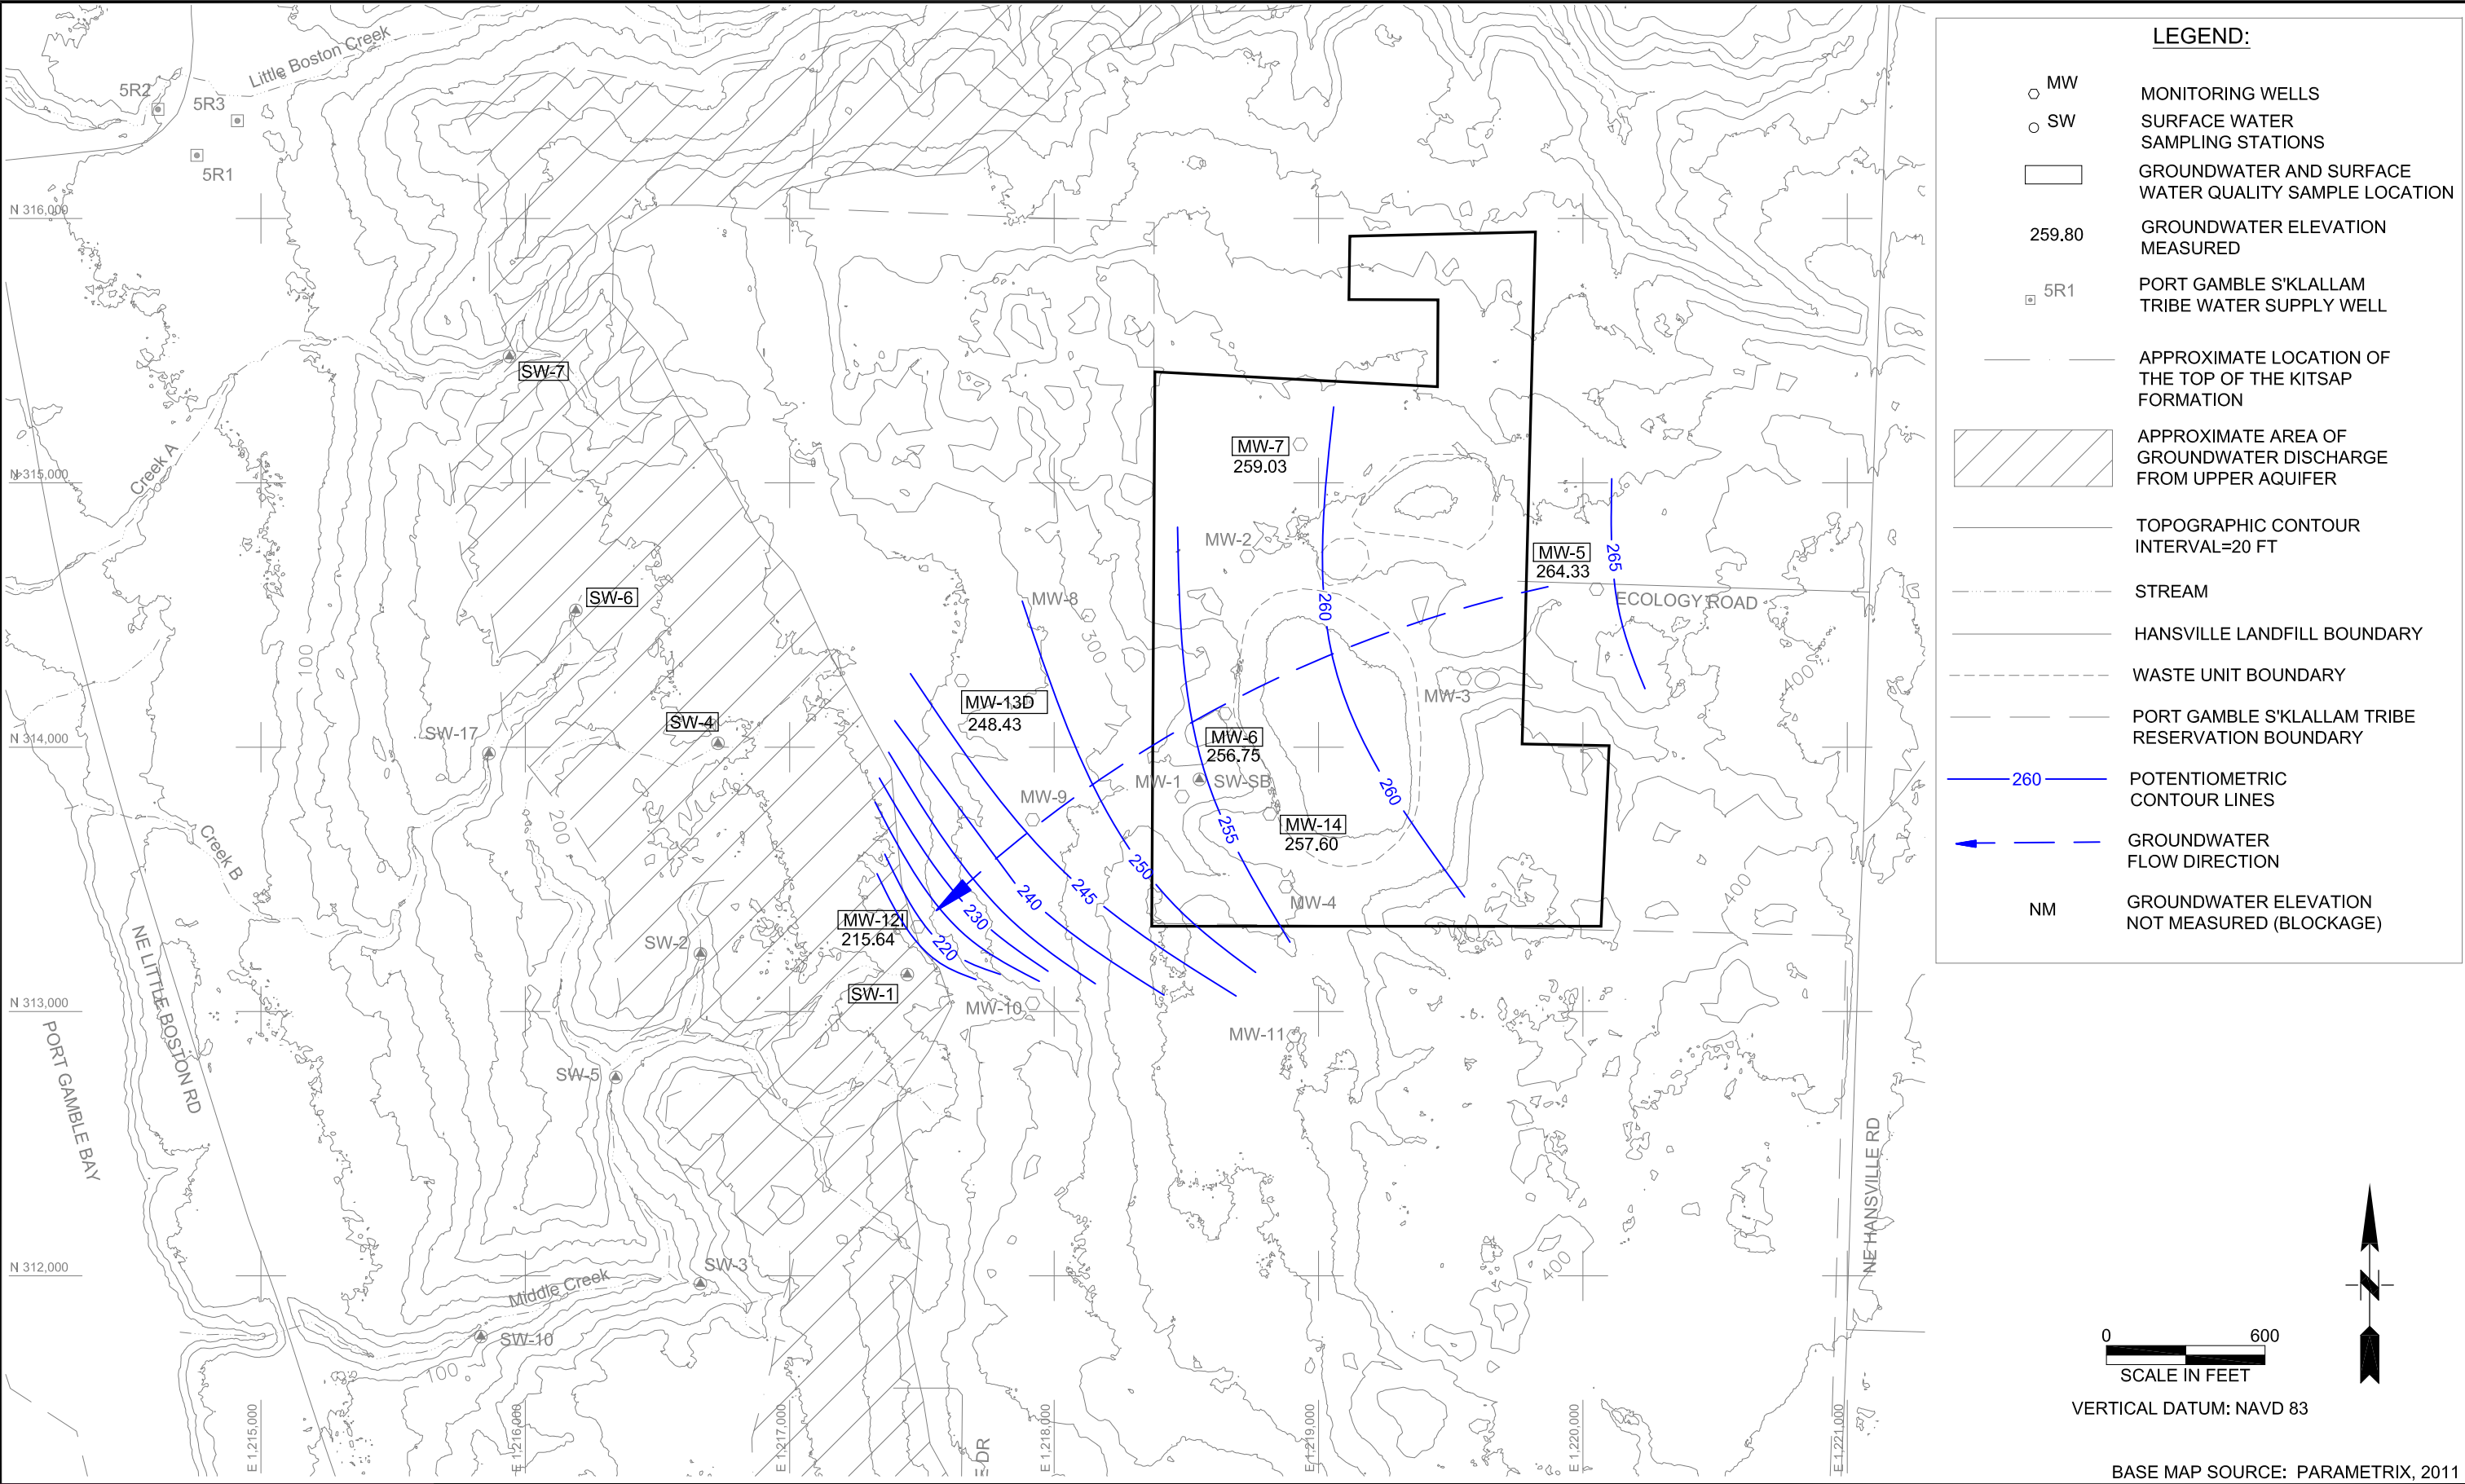 Little Boston Creek
5R2
5R3
5R1
N 316,000
SW-7
Creek A
N 315,000
MW-7
259.03
MW-2
MW-5
264.33
265
ECOLOGY ROAD
SW-6
MW-8
300
260
100
MW-3
400
MW-13D
248.43
SW-4
SW-17
N 314,000
MW-6
256.75
MW-1
SW-SB
MW-9
260
200
MW-14
257.60
255
Creek B
250
245
240
230
220
MW-4
400
MW-12I
215.64
SW-2
SW-1
N 313,000
MW-10
MW-11
NE LITTLE BOSTON RD
PORT GAMBLE BAY
SW-5
NE HANSVILLE RD
N 312,000
SW-3
Middle Creek
400
SW-10
100
E 1,215,000
E 1,216,000
E 1,217,000
E DR
E 1,218,000
E 1,219,000
E 1,220,000
E 1,221,000
LEGEND:
MW
MONITORING WELLS
SW
SURFACE WATER
SAMPLING STATIONS
GROUNDWATER AND SURFACE
WATER QUALITY SAMPLE LOCATION
259.80
GROUNDWATER ELEVATION
MEASURED
5R1
PORT GAMBLE S'KLALLAM
TRIBE WATER SUPPLY WELL
APPROXIMATE LOCATION OF
THE TOP OF THE KITSAP
FORMATION
APPROXIMATE AREA OF
GROUNDWATER DISCHARGE
FROM UPPER AQUIFER
TOPOGRAPHIC CONTOUR
INTERVAL=20 FT
STREAM
HANSVILLE LANDFILL BOUNDARY
WASTE UNIT BOUNDARY
PORT GAMBLE S'KLALLAM TRIBE
RESERVATION BOUNDARY
260
POTENTIOMETRIC
CONTOUR LINES
GROUNDWATER
FLOW DIRECTION
NM
GROUNDWATER ELEVATION
NOT MEASURED (BLOCKAGE)
N
0 600
SCALE IN FEET
VERTICAL DATUM: NAVD 83
BASE MAP SOURCE: PARAMETRIX, 2011